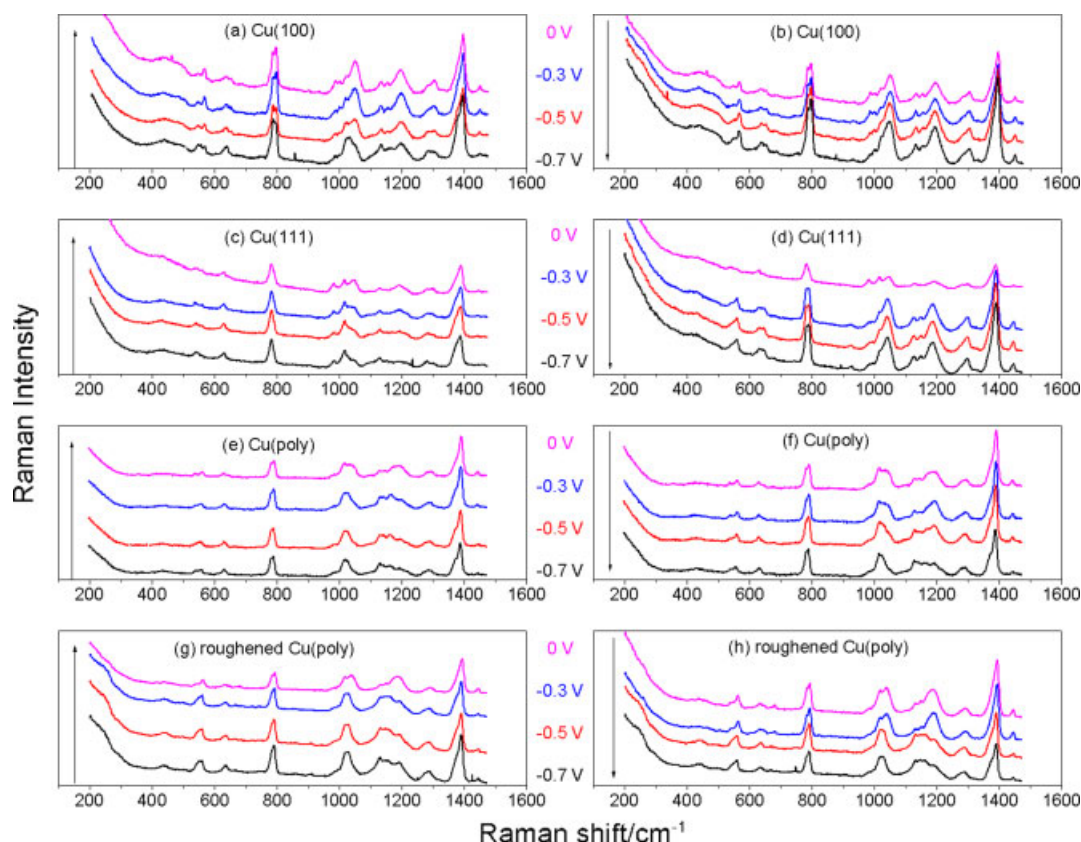 (a) Cu(100)
0 V
(b) Cu(100)
-0.3 V
-0.5 V
-0.7 V
200 400 600 800 1000 1200 1400 1600
200 400 600 800 1000 1200 1400 1600
(c) Cu(111)
0 V
(d) Cu(111)
-0.3 V
-0.5 V
-0.7 V
200 400 600 800 1000 1200 1400 1600
200 400 600 800 1000 1200 1400 1600
Raman Intensity
(e) Cu(poly)
0 V
(f) Cu(poly)
-0.3 V
-0.5 V
-0.7 V
200 400 600 800 1000 1200 1400 1600
200 400 600 800 1000 1200 1400 1600
(g) roughened Cu(poly)
0 V
(h) roughened Cu(poly)
-0.3 V
-0.5 V
-0.7 V
200 400 600 800 1000 1200 1400 1600
200 400 600 800 1000 1200 1400 1600
Raman shift/cm⁻¹